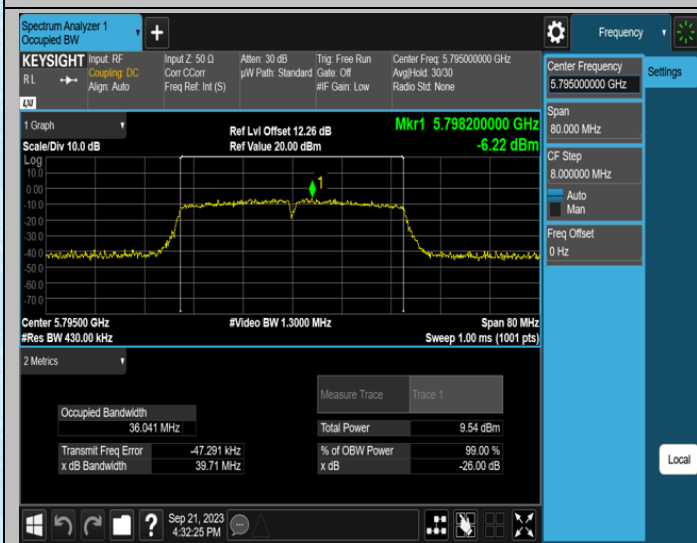 Spectrum Analyzer 1
Occupied BW
Frequency
KEYSIGHT
R L
LXI
Input: RF
Coupling: DC
Align: Auto
Input Z: 50 Ω
Corr CCorr
Freq Ref: Int (S)
Atten: 30 dB
µW Path: Standard
Trig: Free Run
Gate: Off
#IF Gain: Low
Center Freq: 5.795000000 GHz
Avg|Hold: 30/30
Radio Std: None
1 Graph
Scale/Div 10.0 dB
Ref Lvl Offset 12.26 dB
Ref Value 20.00 dBm
Mkr1 5.798200000 GHz
-6.22 dBm
Log
10.0
0.00
-10.0
-20.0
-30.0
-40.0
-50.0
-60.0
-70.0
1
Center 5.79500 GHz
#Res BW 430.00 kHz
#Video BW 1.3000 MHz
Span 80 MHz
Sweep 1.00 ms (1001 pts)
2 Metrics
Measure Trace Trace 1
Occupied Bandwidth
36.041 MHz
Total Power 9.54 dBm
Transmit Freq Error -47.291 kHz
% of OBW Power 99.00 %
x dB Bandwidth 39.71 MHz
x dB -26.00 dB
Center Frequency
5.795000000 GHz
Settings
Span
80.000 MHz
CF Step
8.000000 MHz
Auto
Man
Freq Offset
0 Hz
Local
?
Sep 21, 2023
4:32:25 PM